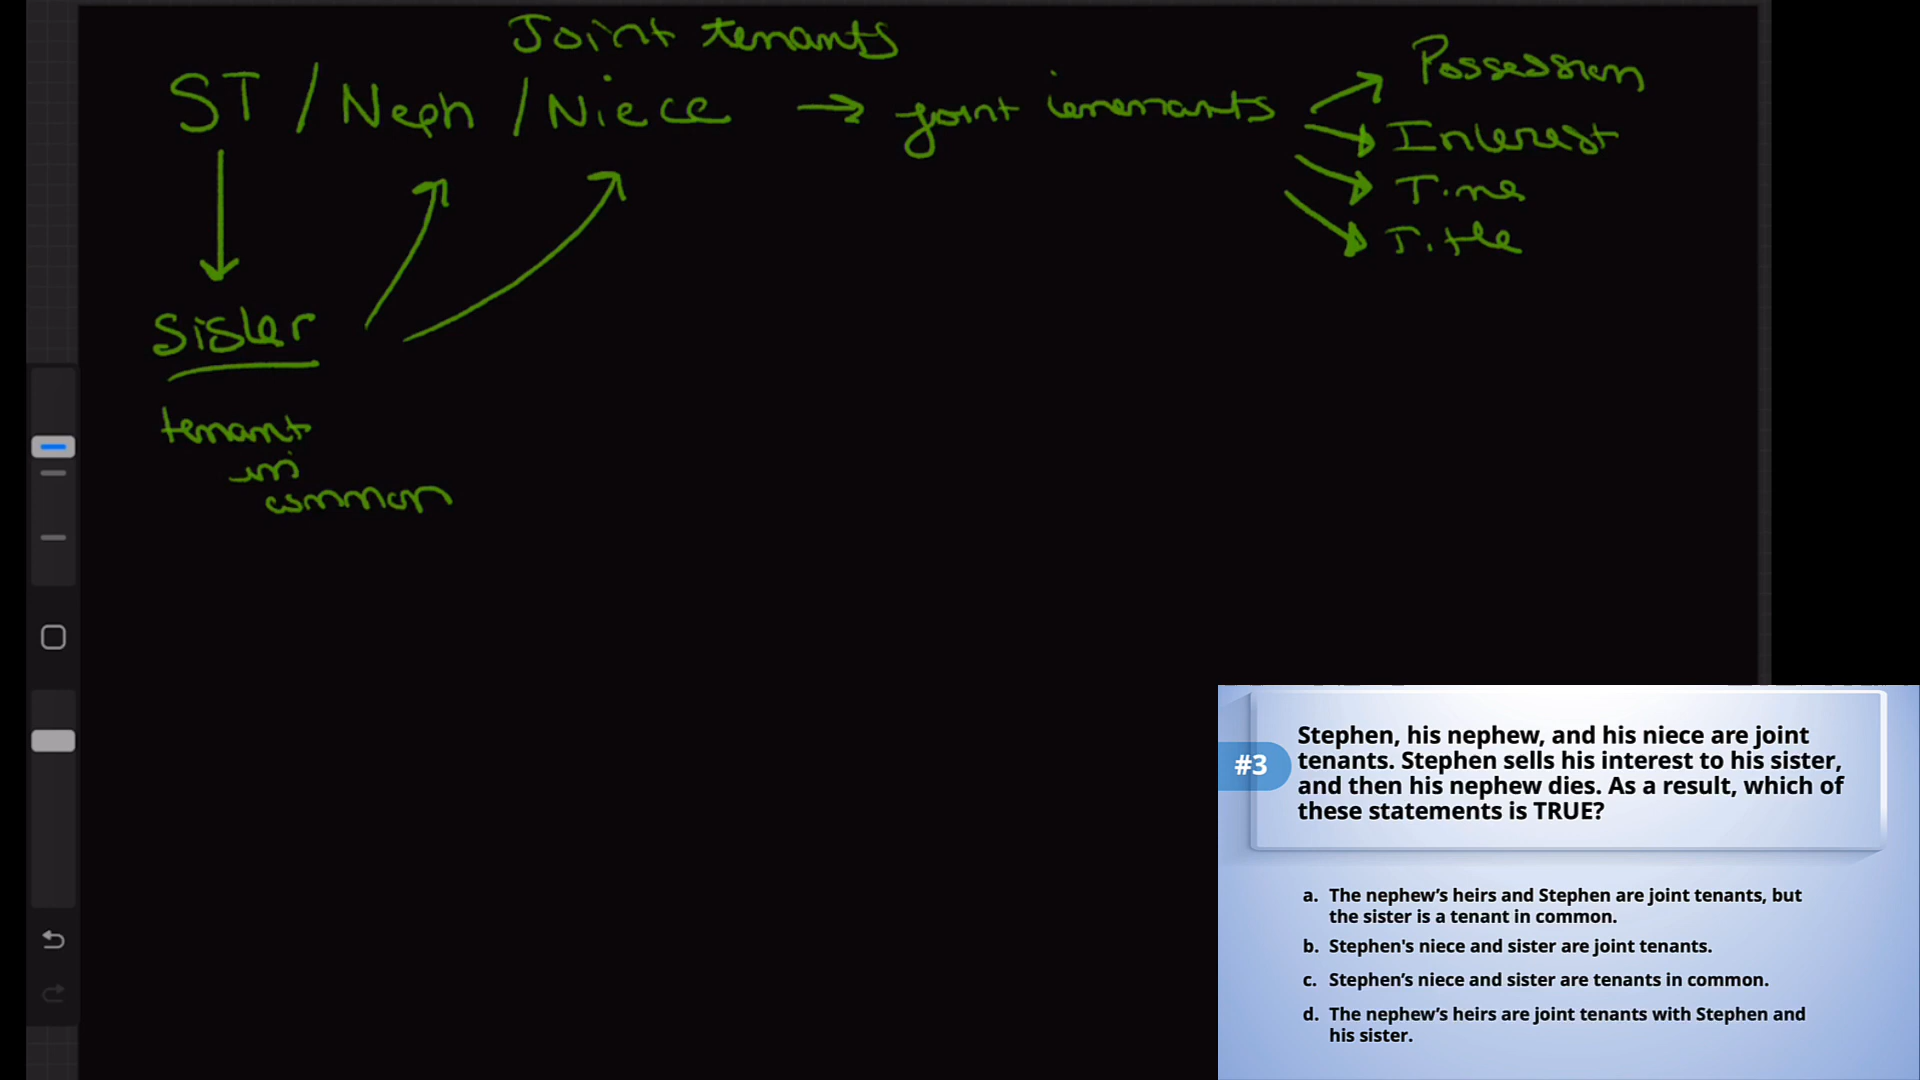 Joint tenants
ST / Neph / Niece → joint
Possession
Interest
Time
Title
Sister
tenant
in
common
#3
Stephen, his nephew, and his niece are joint
tenants. Stephen sells his interest to his sister,
and then his nephew dies. As a result, which of
these statements is TRUE?
a. The nephew’s heirs and Stephen are joint tenants, but
the sister is a tenant in common.
b. Stephen's niece and sister are joint tenants.
c. Stephen’s niece and sister are tenants in common.
d. The nephew’s heirs are joint tenants with Stephen and
his sister.